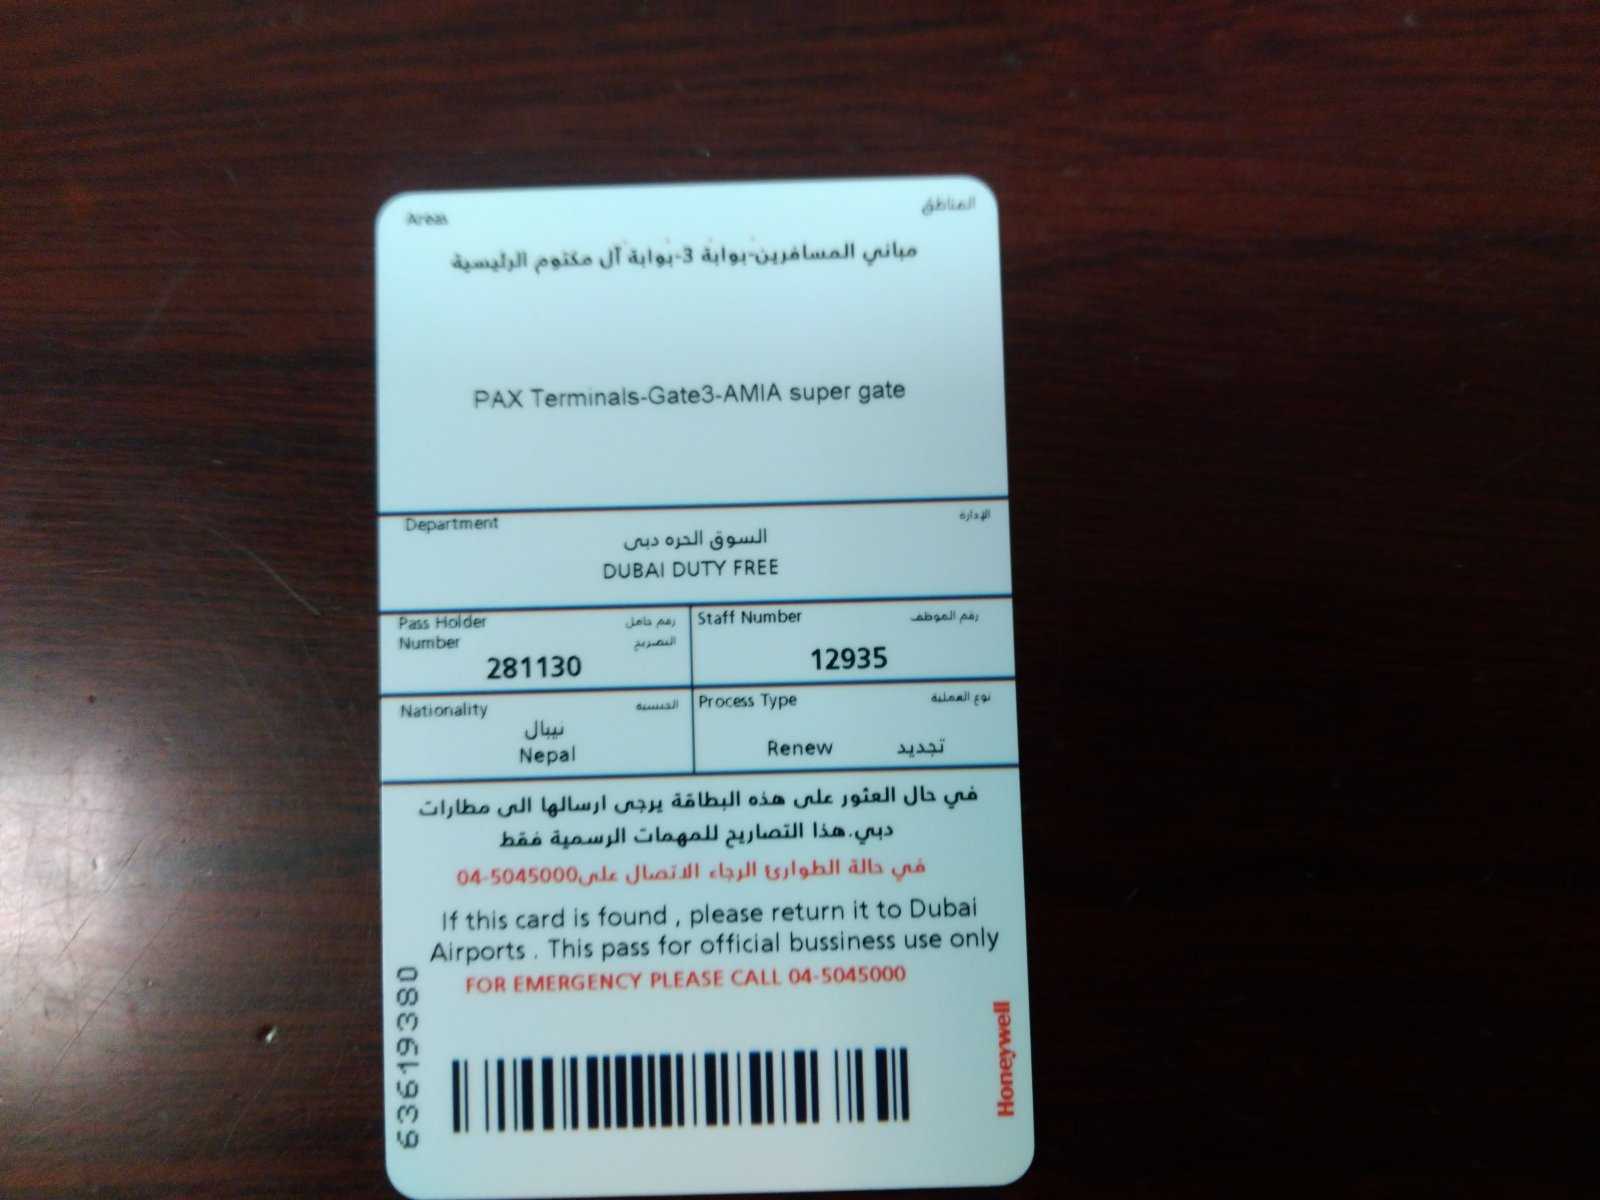 Areas المناطق
مباني المسافرين-بوابة 3-بوابة آل مكتوم الرئيسية
PAX Terminals-Gate3-AMIA super gate
Department الإدارة
السوق الحره دبى
DUBAI DUTY FREE
Pass Holder رقم حامل
Number التصريح
281130
Staff Number رقم الموظف
12935
Nationality الجنسية
نيبال
Nepal
Process Type نوع العملية
Renew تجديد
في حال العثور على هذه البطاقة يرجى ارسالها الى مطارات
دبي.هذا التصاريح للمهمات الرسمية فقط
في حالة الطوارئ الرجاء الاتصال على04-5045000
If this card is found , please return it to Dubai
Airports . This pass for official bussiness use only
FOR EMERGENCY PLEASE CALL 04-5045000
63619380
Honeywell